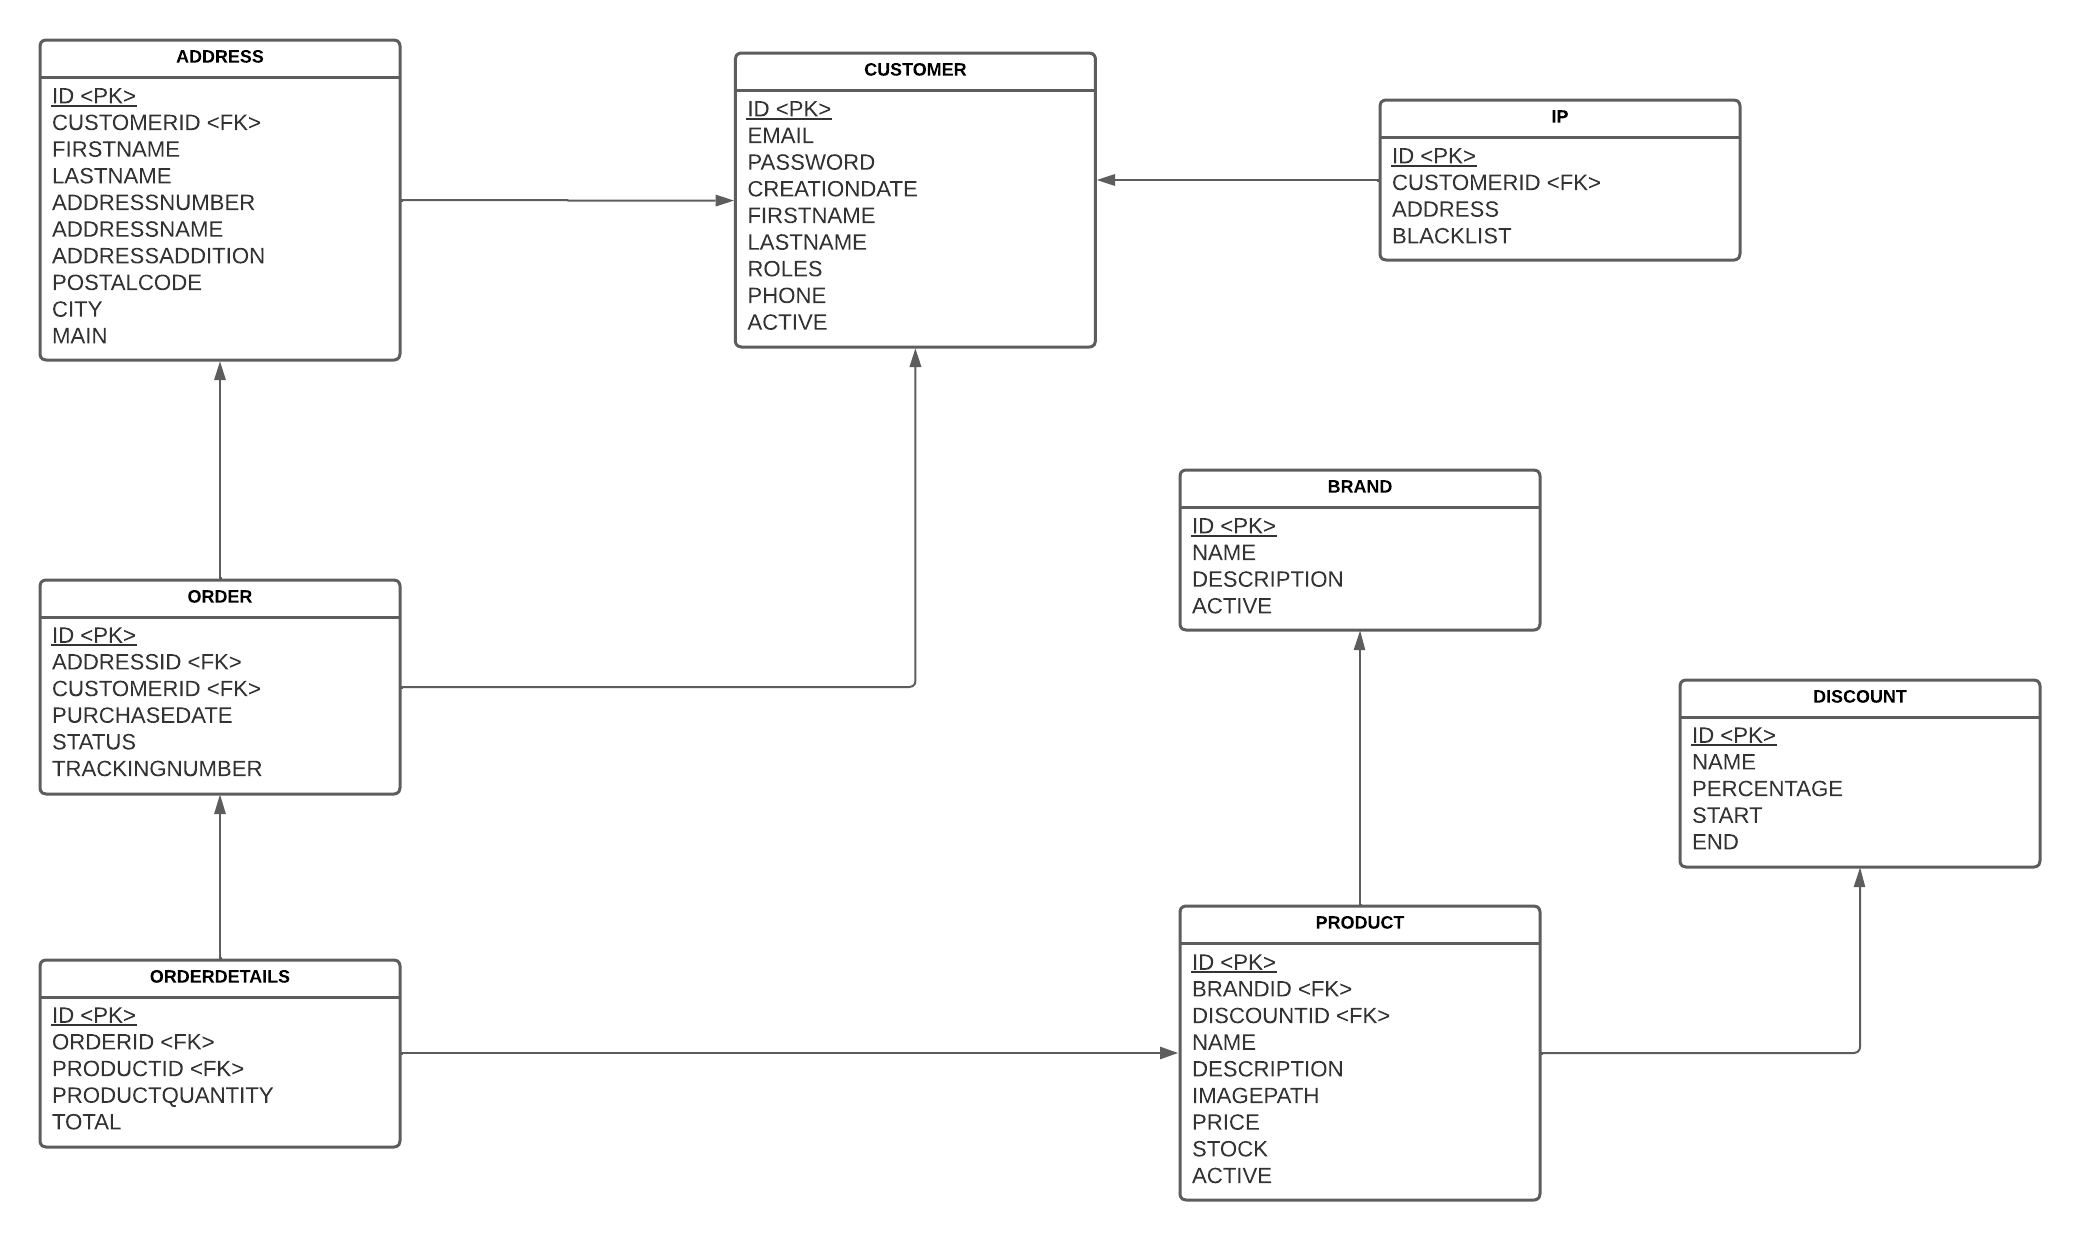 ADDRESS
ID <PK>
CUSTOMERID <FK>
FIRSTNAME
LASTNAME
ADDRESSNUMBER
ADDRESSNAME
ADDRESSADDITION
POSTALCODE
CITY
MAIN
CUSTOMER
ID <PK>
EMAIL
PASSWORD
CREATIONDATE
FIRSTNAME
LASTNAME
ROLES
PHONE
ACTIVE
IP
ID <PK>
CUSTOMERID <FK>
ADDRESS
BLACKLIST
BRAND
ID <PK>
NAME
DESCRIPTION
ACTIVE
ORDER
ID <PK>
ADDRESSID <FK>
CUSTOMERID <FK>
PURCHASEDATE
STATUS
TRACKINGNUMBER
DISCOUNT
ID <PK>
NAME
PERCENTAGE
START
END
ORDERDETAILS
ID <PK>
ORDERID <FK>
PRODUCTID <FK>
PRODUCTQUANTITY
TOTAL
PRODUCT
ID <PK>
BRANDID <FK>
DISCOUNTID <FK>
NAME
DESCRIPTION
IMAGEPATH
PRICE
STOCK
ACTIVE